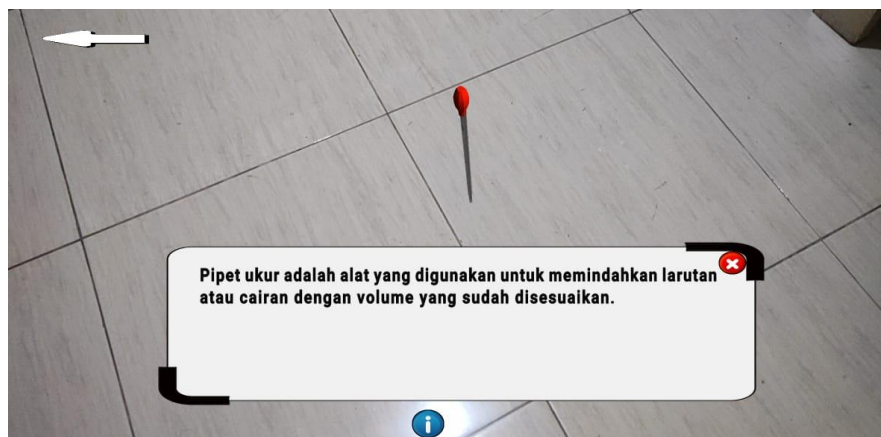 Pipet ukur adalah alat yang digunakan untuk memindahkan larutan
atau cairan dengan volume yang sudah disesuaikan.